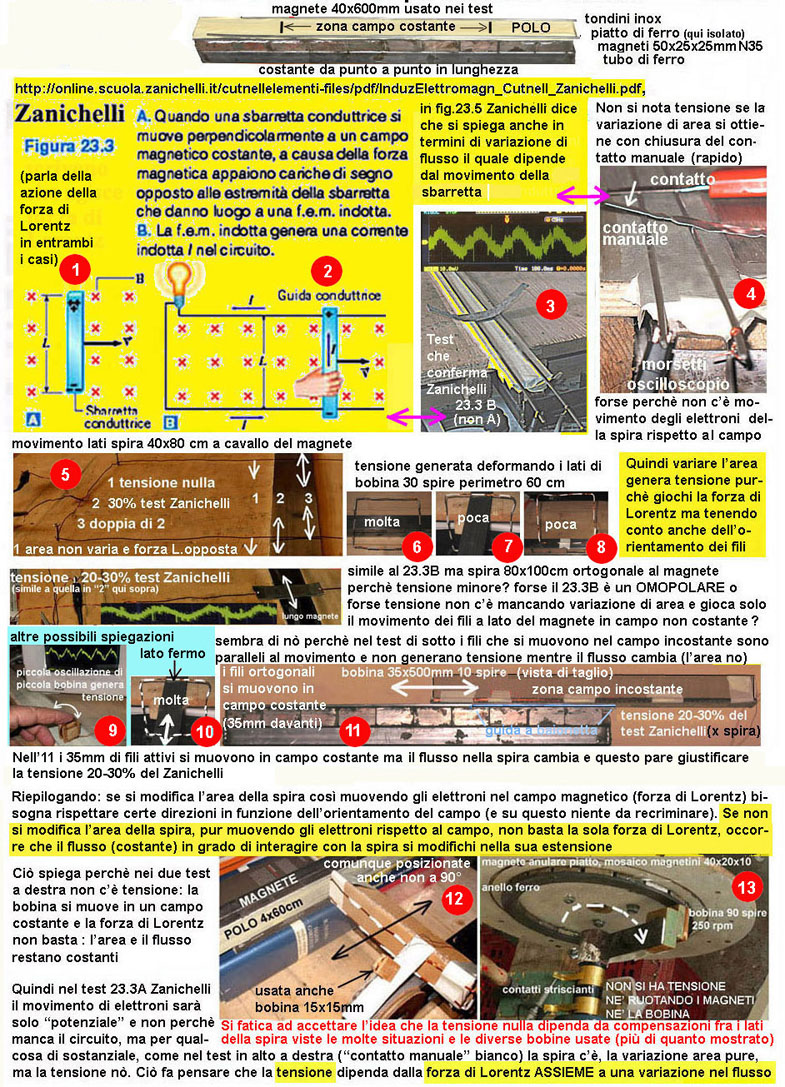 magnete 40x600mm usato nei test
zona campo costante
POLO
tondini inox
piatto di ferro (qui isolato)
magneti 50x25x25mm N35
tubo di ferro
costante da punto a punto in lunghezza
http://online.scuola.zanichelli.it/cutnellelementi-files/pdf/InduzElettromagn_Cutnell_Zanichelli.pdf,
Zanichelli
Figura 23.3
(parla della
azione della
forza di
Lorentz
in entrambi
i casi)
A. Quando una sbarretta conduttrice si
muove perpendicolarmente a un campo
magnetico costante, a causa della forza
magnetica appaiono cariche di segno
opposto alle estremità della sbarretta
che danno luogo a una f.e.m. indotta.
B. La f.e.m. indotta genera una corrente
indotta I nel circuito.
1
2
B
L
v
Sbarretta
conduttrice
A
I
Guida conduttrice
L
I
v
I
B
in fig.23.5 Zanichelli dice
che si spiega anche in
termini di variazione di
flusso il quale dipende
dal movimento della
sbarretta
3
Test
che
conferma
Zanichelli
23.3 B
(non A)
Non si nota tensione se la
variazione di area si ottie-
ne con chiusura del con-
tatto manuale (rapido)
contatto
contatto
manuale
4
morsetti
oscilloscopio
forse perchè non c'è mo-
vimento degli elettroni del-
la spira rispetto al campo
movimento lati spira 40x80 cm a cavallo del magnete
5
1 tensione nulla
2 30% test Zanichelli
3 doppia di 2
1 area non varia e forza L.opposta
1
2
3
tensione generata deformando i lati di
bobina 30 spire perimetro 60 cm
molta
6
poca
7
poca
8
Quindi variare l'area
genera tensione pur-
chè giochi la forza di
Lorentz ma tenendo
conto anche dell'o-
rientamento dei fili
tensione 20-30% test Zanichelli
(simile a quella in "2" qui sopra)
lungo magnete
simile al 23.3B ma spira 80x100cm ortogonale al magnete
perchè tensione minore? forse il 23.3B è un OMOPOLARE o
forse tensione non c'è mancando variazione di area e gioca solo
il movimento dei fili a lato del magnete in campo non costante ?
altre possibili spiegazioni
piccola oscillazione di
piccola bobina genera
tensione
9
lato fermo
molta
10
sembra di nò perchè nel test di sotto i fili che si muovono nel campo incostante sono
paralleli al movimento e non generano tensione mentre il flusso cambia (l'area no)
i fili ortogonali
si muovono in
campo costante
(35mm davanti)
bobina 35x500mm 10 spire (vista di taglio)
zona campo incostante
11
guida a
tensione 20-30% del
test Zanichelli(x spira)
Nell'11 i 35mm di fili attivi si muovono in campo costante ma il flusso nella spira cambia e questo pare giustificare
la tensione 20-30% del Zanichelli
Riepilogando: se si modifica l'area della spira così muovendo gli elettroni nel campo magnetico (forza di Lorentz) bi-
sogna rispettare certe direzioni in funzione dell'orientamento del campo (e su questo niente da recriminare). Se non
si modifica l'area della spira, pur muovendo gli elettroni rispetto al campo, non basta la sola forza di Lorentz, occor-
re che il flusso (costante) in grado di interagire con la spira si modifichi nella sua estensione
Ciò spiega perchè nei due test
a destra non c'è tensione: la
bobina si muove in un campo
costante e la forza di Lorentz
non basta : l'area e il flusso
restano costanti
Quindi nel test 23.3A Zanichelli
il movimento di elettroni sarà
solo "potenziale" e non perchè
manca il circuito, ma per qual-
cosa di sostanziale, come nel test in alto a destra ("contatto manuale" bianco) la spira c'è, la variazione area pure,
ma la tensione nò. Ciò fa pensare che la tensione dipenda dalla forza di Lorentz ASSIEME a una variazione nel flusso
comunque posizionate
anche non a 90°
MAGNETE
POLO 4x60cm
12
usata anche
bobina 15x15mm
magnete anulare piatto, mosaico magnetini 40x20x10
anello ferro
13
bobina 90 spire
250 rpm
contatti striscianti
NON SI HA TENSIONE
NE' RUOTANDO I MAGNETI
NE' LA BOBINA
Si fatica ad accettare l'idea che la tensione nulla dipenda da compensazioni fra i lati
della spira viste le molte situazioni e le diverse bobine usate (più di quanto mostrato)